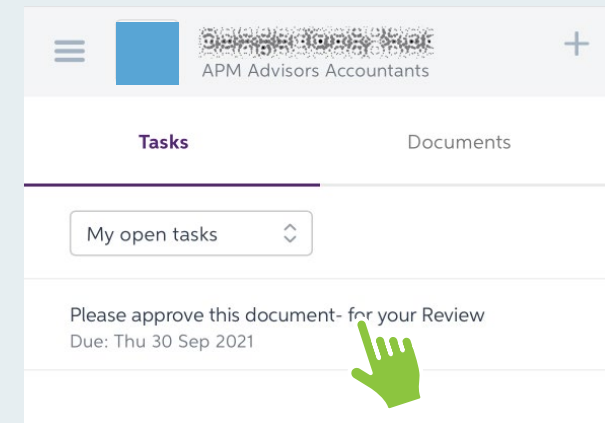 APM Advisors Accountants
Tasks
Documents
My open tasks
Please approve this document- for your Review
Due: Thu 30 Sep 2021